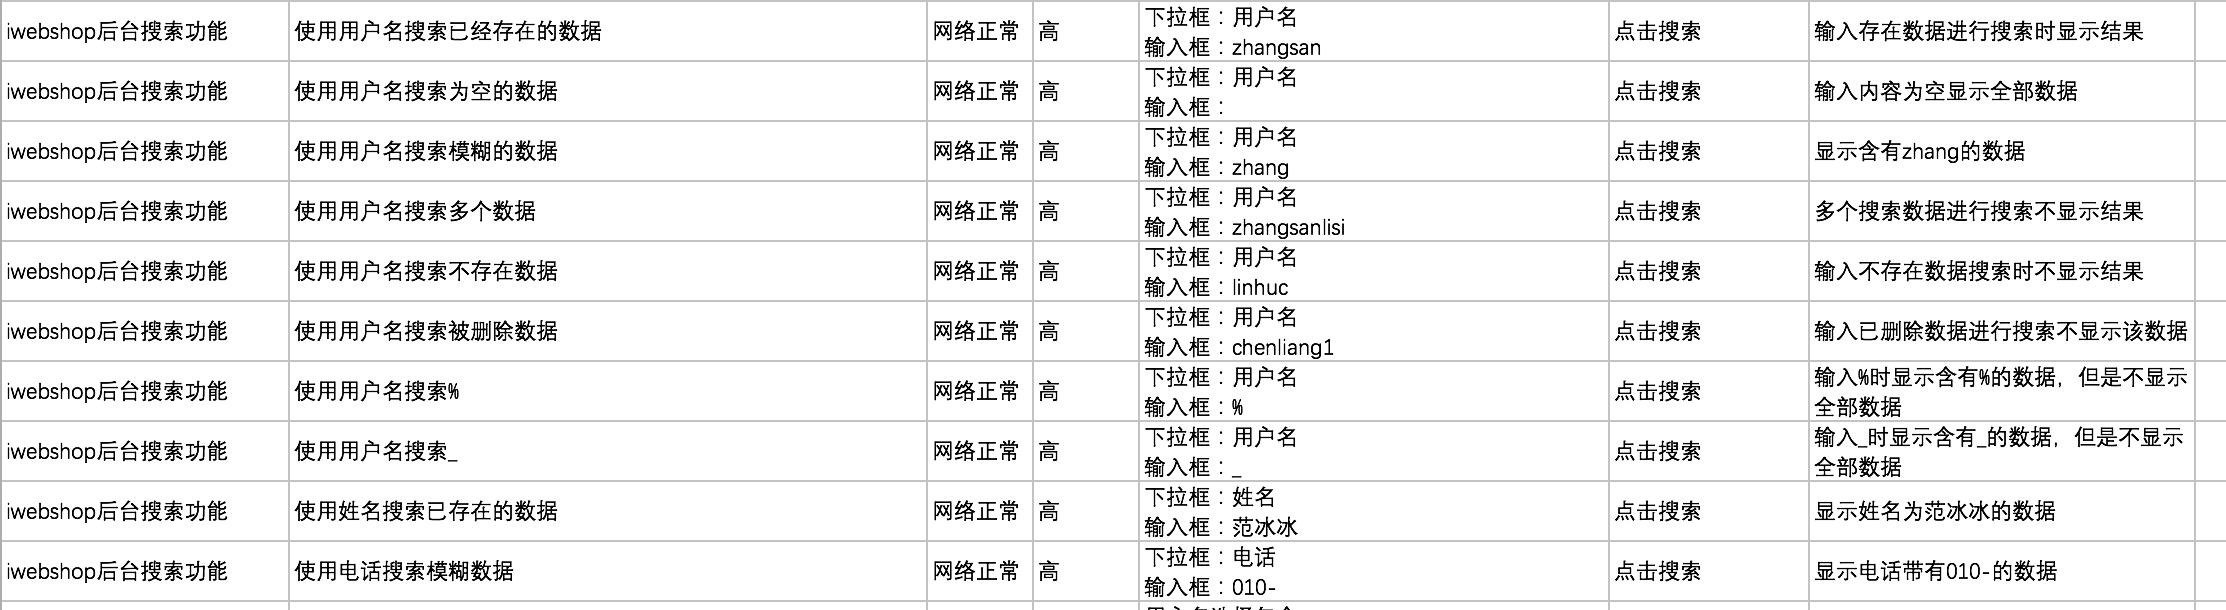 iwebshop后台搜索功能 使用用户名搜索已经存在的数据 网络正常 高 下拉框：用户名
输入框：zhangsan 点击搜索 输入存在数据进行搜索时显示结果
iwebshop后台搜索功能 使用用户名搜索为空的数据 网络正常 高 下拉框：用户名
输入框： 点击搜索 输入内容为空显示全部数据
iwebshop后台搜索功能 使用用户名搜索模糊的数据 网络正常 高 下拉框：用户名
输入框：zhang 点击搜索 显示含有zhang的数据
iwebshop后台搜索功能 使用用户名搜索多个数据 网络正常 高 下拉框：用户名
输入框：zhangsanlisi 点击搜索 多个搜索数据进行搜索不显示结果
iwebshop后台搜索功能 使用用户名搜索不存在数据 网络正常 高 下拉框：用户名
输入框：linhuc 点击搜索 输入不存在数据搜索时不显示结果
iwebshop后台搜索功能 使用用户名搜索被删除数据 网络正常 高 下拉框：用户名
输入框：chenliang1 点击搜索 输入已删除数据进行搜索不显示该数据
iwebshop后台搜索功能 使用用户名搜索% 网络正常 高 下拉框：用户名
输入框：% 点击搜索 输入%时显示含有%的数据，但是不显示
全部数据
iwebshop后台搜索功能 使用用户名搜索_ 网络正常 高 下拉框：用户名
输入框：_ 点击搜索 输入_时显示含有_的数据，但是不显示
全部数据
iwebshop后台搜索功能 使用姓名搜索已存在的数据 网络正常 高 下拉框：姓名
输入框：范冰冰 点击搜索 显示姓名为范冰冰的数据
iwebshop后台搜索功能 使用电话搜索模糊数据 网络正常 高 下拉框：电话
输入框：010- 点击搜索 显示电话带有010-的数据